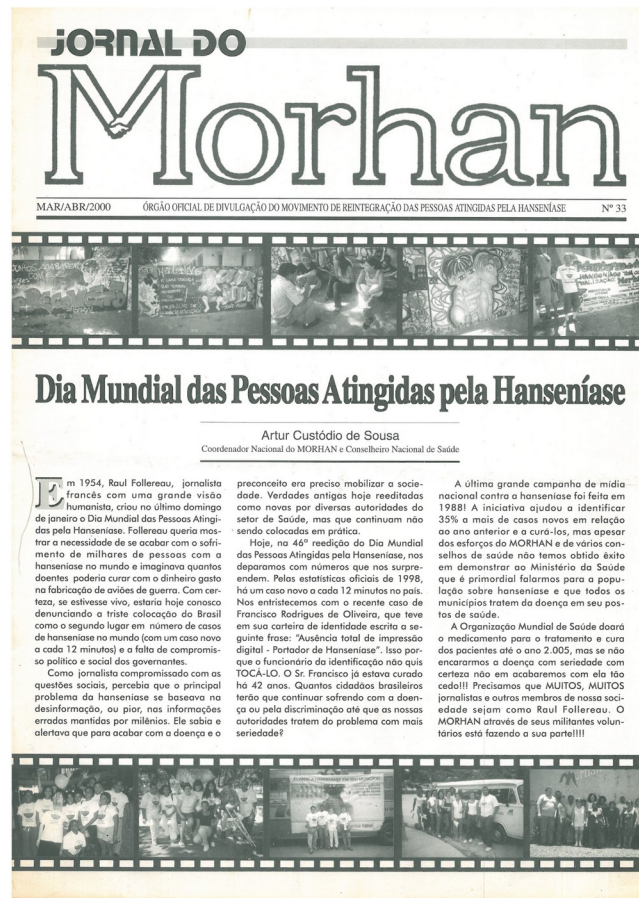 JORNAL DO
Morhan
MAR/ABR/2000 ÓRGÃO OFICIAL DE DIVULGAÇÃO DO MOVIMENTO DE REINTEGRAÇÃO DAS PESSOAS ATINGIDAS PELA HANSENÍASE Nº 33
Dia Mundial das Pessoas Atingidas pela Hanseníase
Artur Custódio de Sousa
Coordenador Nacional do MORHAN e Conselheiro Nacional de Saúde
Em 1954, Raul Follereau, jornalista
francês com uma grande visão
humanista, criou no último domingo
de janeiro o Dia Mundial das Pessoas Atingi-
das pela Hanseníase. Follereau queria mos-
trar a necessidade de se acabar com o sofri-
mento de milhares de pessoas com a
hanseníase no mundo e imaginava quantos
doentes poderia curar com o dinheiro gasto
na fabricação de aviões de guerra. Com cer-
teza, se estivesse vivo, estaria hoje conosco
denunciando a triste colocação do Brasil
como o segundo lugar em número de casos
de hanseníase no mundo (com um caso novo
a cada 12 minutos) e a falta de compromis-
so político e social dos governantes.
Como jornalista compromissado com as
questões sociais, percebia que o principal
problema da hanseníase se baseava na
desinformação, ou pior, nas informações
erradas mantidas por milênios. Ele sabia e
alertava que para acabar com a doença e o
preconceito era preciso mobilizar a socie-
dade. Verdades antigas hoje reeditadas
como novas por diversas autoridades do
setor de Saúde, mas que continuam não
sendo colocadas em prática.
Hoje, na 46º reedição do Dia Mundial
das Pessoas Atingidas pela Hanseníase, nos
deparamos com números que nos surpre-
endem. Pelas estatísticas oficiais de 1998,
há um caso novo a cada 12 minutos no país.
Nos entristecemos com o recente caso de
Francisco Rodrigues de Oliveira, que teve
em sua carteira de identidade escrita a se-
guinte frase: "Ausência total de impressão
digital - Portador de Hanseníase". Isso por-
que o funcionário da identificação não quis
TOCÁ-LO. O Sr. Francisco já estava curado
há 42 anos. Quantos cidadãos brasileiros
terão que continuar sofrendo com a doen-
ça ou pela discriminação até que as nossas
autoridades tratem do problema com mais
seriedade?
A última grande campanha de mídia
nacional contra a hanseníase foi feita em
1988! A iniciativa ajudou a identificar
35% a mais de casos novos em relação
ao ano anterior e a curá-los, mas apesar
dos esforços do MORHAN e de vários con-
selhos de saúde não temos obtido êxito
em demonstrar ao Ministério da Saúde
que é primordial falarmos para a popu-
lação sobre hanseníase e que todos os
municípios tratem da doença em seu pos-
tos de saúde.
A Organização Mundial de Saúde doará
o medicamento para o tratamento e cura
dos pacientes até o ano 2.005, mas se não
encararmos a doença com seriedade com
certeza não em acabaremos com ela tão
cedo!!! Precisamos que MUITOS, MUITOS
jornalistas e outros membros de nossa soci-
edade sejam como Raul Follereau. O
MORHAN através de seus militantes volun-
tários está fazendo a sua parte!!!!